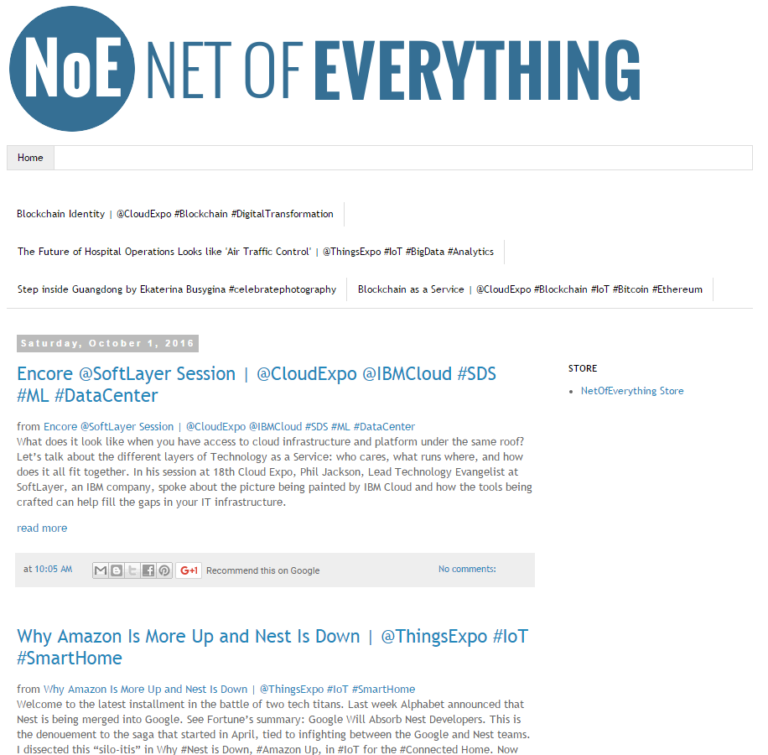 NoE NET OF EVERYTHING
Home
Blockchain Identity | @CloudExpo #Blockchain #DigitalTransformation
The Future of Hospital Operations Looks like 'Air Traffic Control' | @ThingsExpo #IoT #BigData #Analytics
Step inside Guangdong by Ekaterina Busygina #celebratephotography
Blockchain as a Service | @CloudExpo #Blockchain #IoT #Bitcoin #Ethereum
Saturday, October 1, 2016
Encore @SoftLayer Session | @CloudExpo @IBMCloud #SDS
#ML #DataCenter
from Encore @SoftLayer Session | @CloudExpo @IBMCloud #SDS #ML #DataCenter
What does it look like when you have access to cloud infrastructure and platform under the same roof?
Let’s talk about the different layers of Technology as a Service: who cares, what runs where, and how
does it all fit together. In his session at 18th Cloud Expo, Phil Jackson, Lead Technology Evangelist at
SoftLayer, an IBM company, spoke about the picture being painted by IBM Cloud and how the tools being
crafted can help fill the gaps in your IT infrastructure.
read more
at 10:05 AM
G+1 Recommend this on Google
No comments:
STORE
NetOfEverything Store
Why Amazon Is More Up and Nest Is Down | @ThingsExpo #IoT
#SmartHome
from Why Amazon Is More Up and Nest Is Down | @ThingsExpo #IoT #SmartHome
Welcome to the latest installment in the battle of two tech titans. Last week Alphabet announced that
Nest is being merged into Google. See Fortune’s summary: Google Will Absorb Nest Developers. This is
the denouement to the saga that started in April, tied to infighting between the Google and Nest teams.
I dissected this “silo-itis” in Why #Nest is Down, #Amazon Up, in #IoT for the #Connected Home. Now